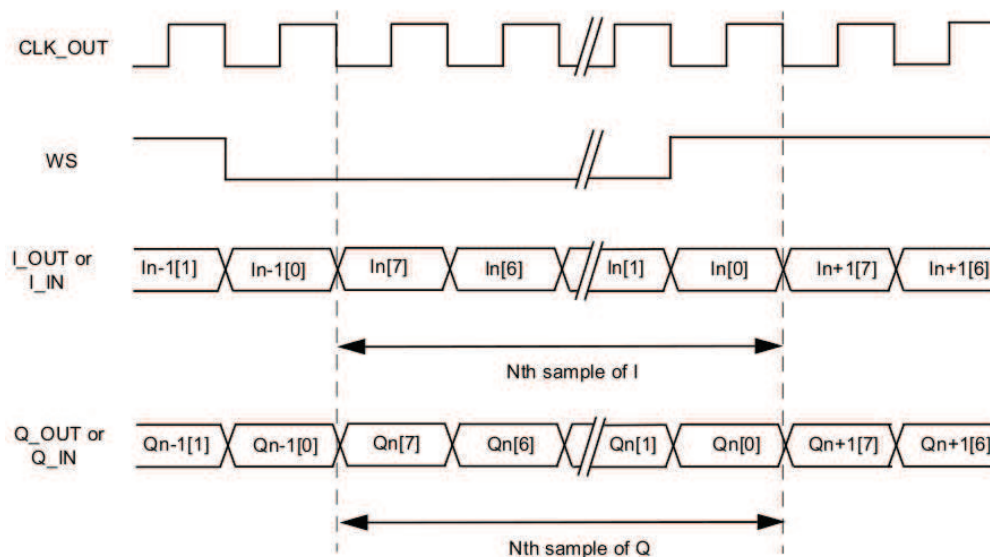 CLK_OUT
WS
I_OUT or
I_IN
In-1[1] In-1[0] In[7] In[6] In[1] In[0] In+1[7] In+1[6]
Nth sample of I
Q_OUT or
Q_IN
Qn-1[1] Qn-1[0] Qn[7] Qn[6] Qn[1] Qn[0] Qn+1[7] Qn+1[6]
Nth sample of Q